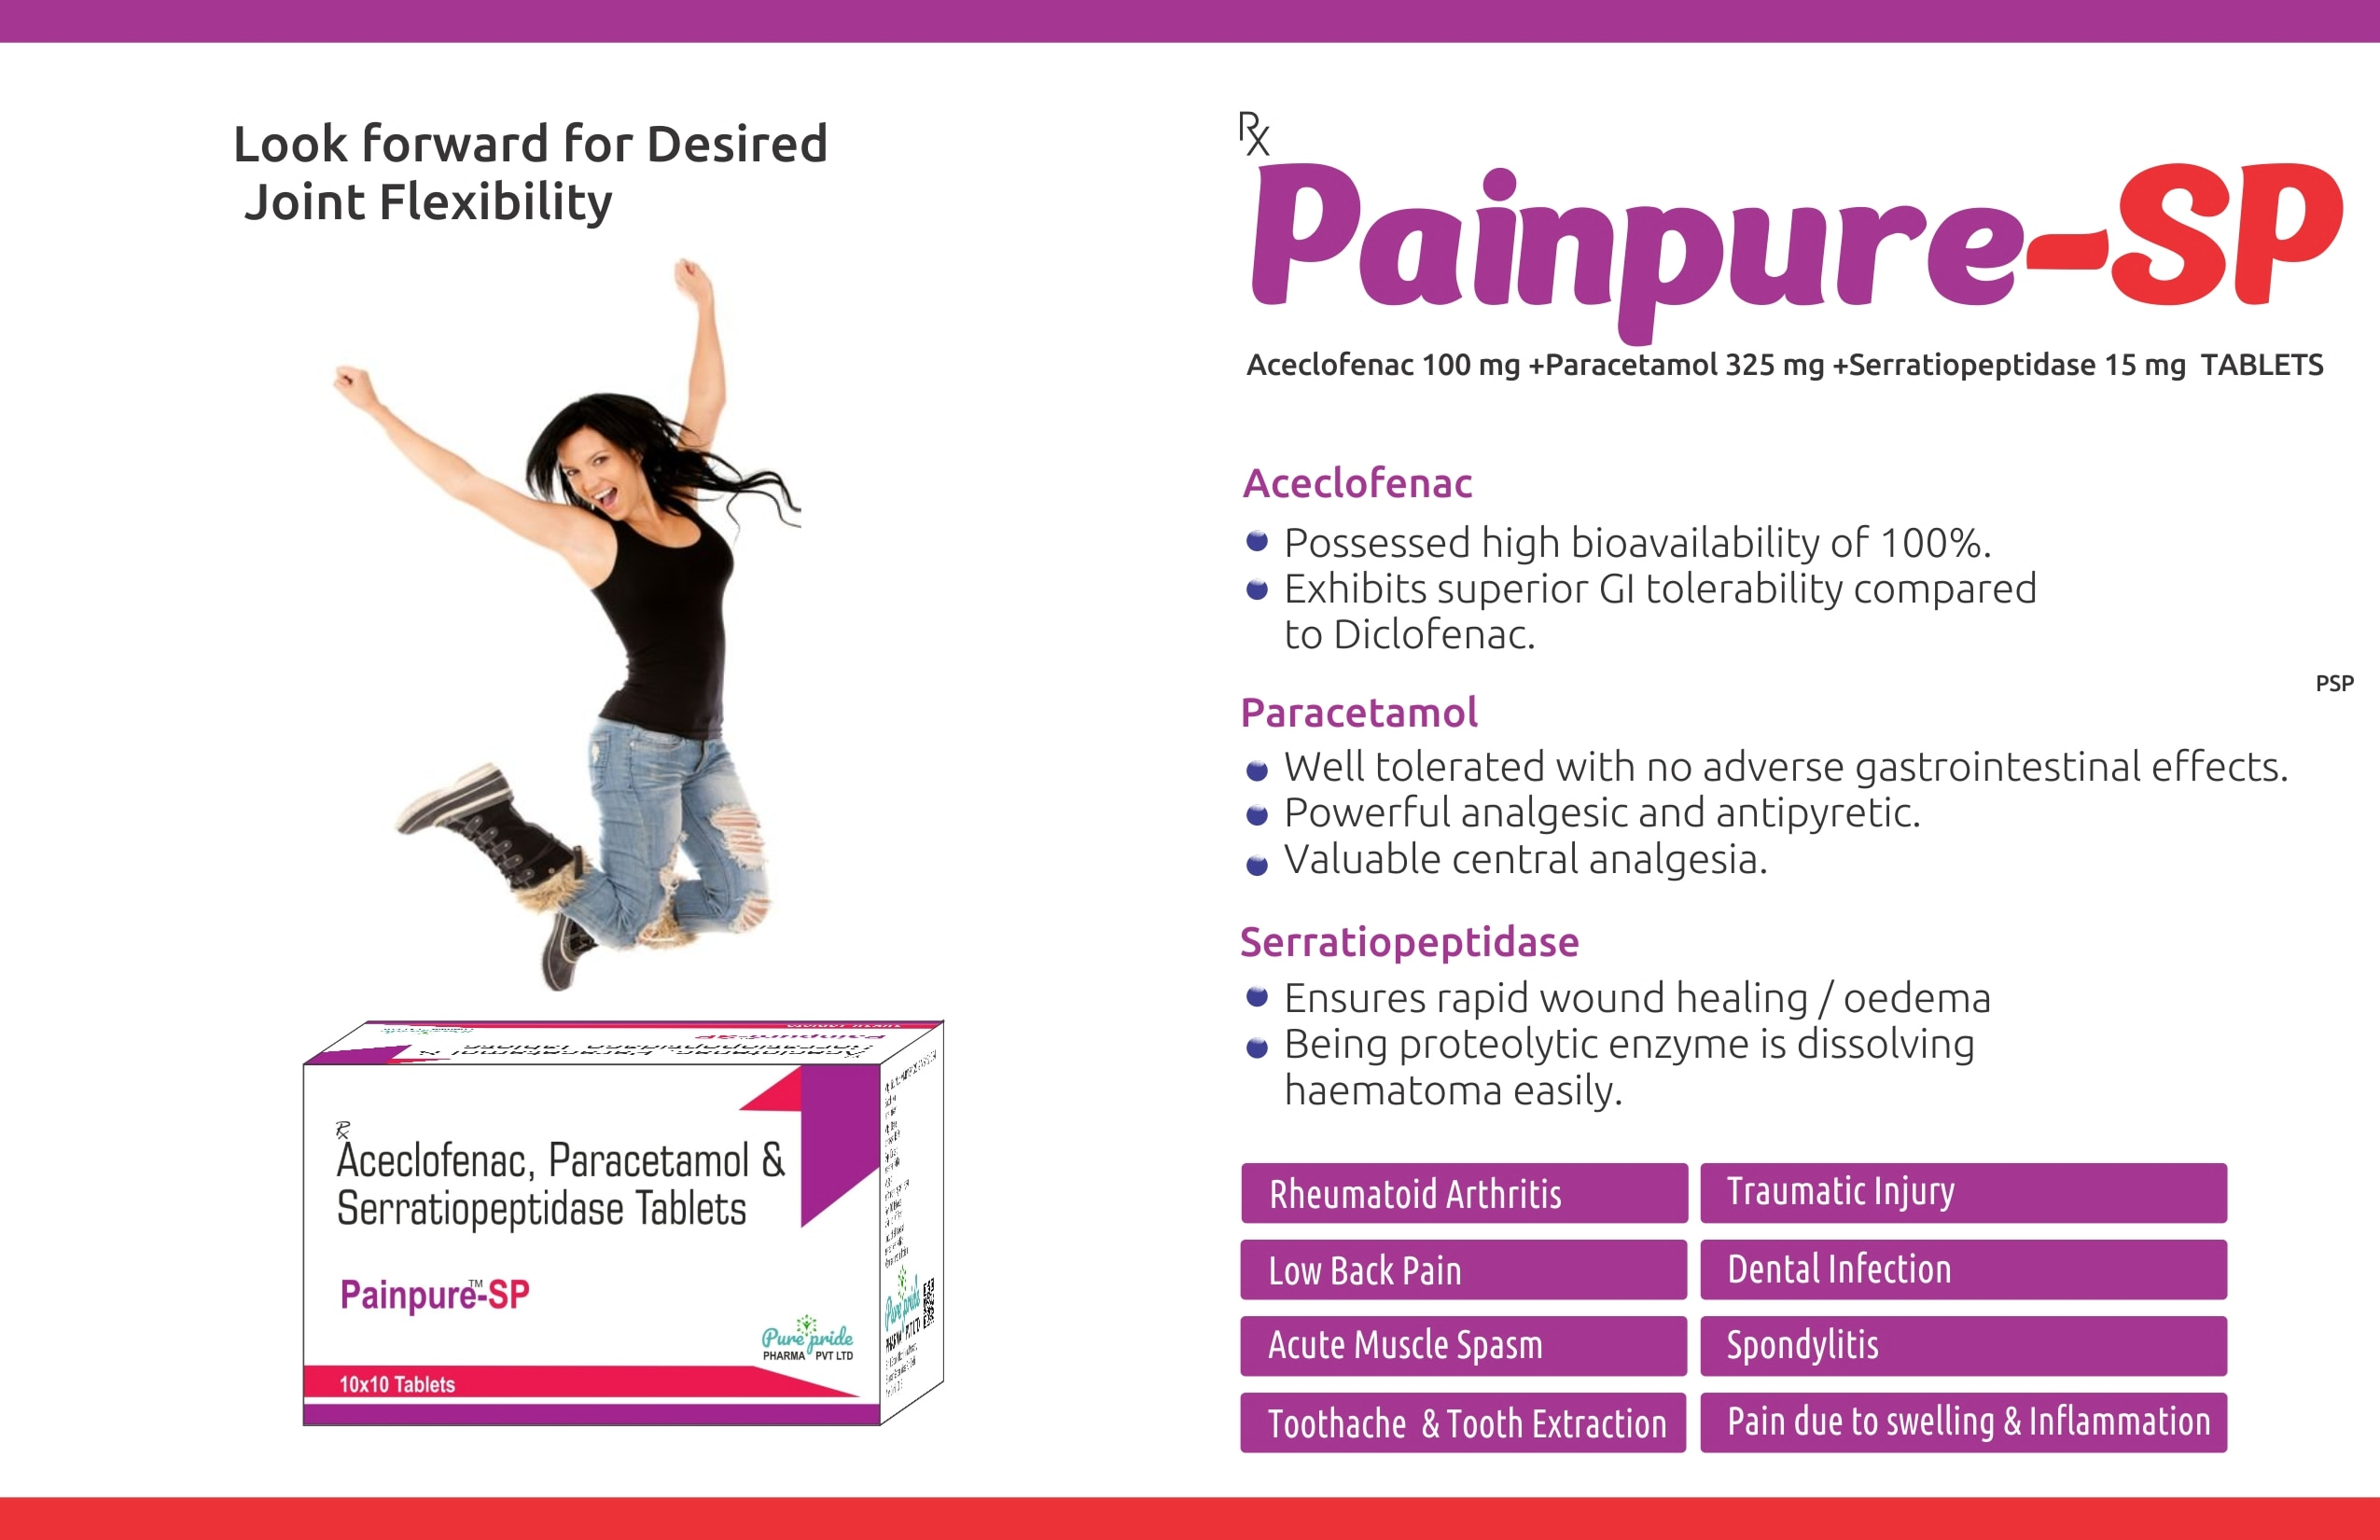 Look forward for Desired
Joint Flexibility
Rx
Aceclofenac, Paracetamol &
Serratiopeptidase Tablets
Painpure™-SP
Pure pride
PHARMA PVT LTD
10x10 Tablets
Pure pride
Rx
Painpure-SP
Aceclofenac 100 mg +Paracetamol 325 mg +Serratiopeptidase 15 mg TABLETS
Aceclofenac
Possessed high bioavailability of 100%.
Exhibits superior GI tolerability compared
to Diclofenac.
PSP
Paracetamol
Well tolerated with no adverse gastrointestinal effects.
Powerful analgesic and antipyretic.
Valuable central analgesia.
Serratiopeptidase
Ensures rapid wound healing / oedema
Being proteolytic enzyme is dissolving
haematoma easily.
Rheumatoid Arthritis
Traumatic Injury
Low Back Pain
Dental Infection
Acute Muscle Spasm
Spondylitis
Toothache & Tooth Extraction
Pain due to swelling & Inflammation